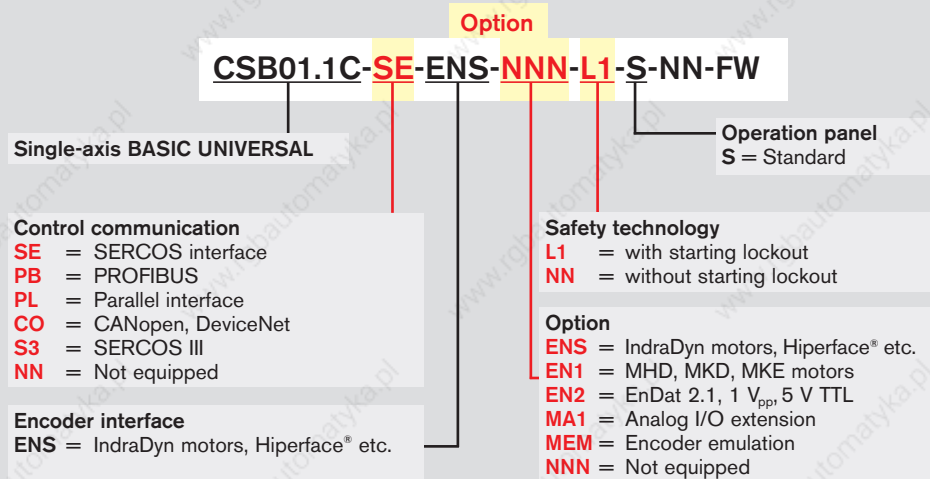 Option
CSB01.1C-SE-ENS-NNN-L1-S-NN-FW
Single-axis BASIC UNIVERSAL
Operation panel
S = Standard
Control communication
SE = SERCOS interface
PB = PROFIBUS
PL = Parallel interface
CO = CANopen, DeviceNet
S3 = SERCOS III
NN = Not equipped
Encoder interface
ENS = IndraDyn motors, Hiperface® etc.
Safety technology
L1 = with starting lockout
NN = without starting lockout
Option
ENS = IndraDyn motors, Hiperface® etc.
EN1 = MHD, MKD, MKE motors
EN2 = EnDat 2.1, 1 Vpp, 5 V TTL
MA1 = Analog I/O extension
MEM = Encoder emulation
NNN = Not equipped
www.rgbautomatyka.pl